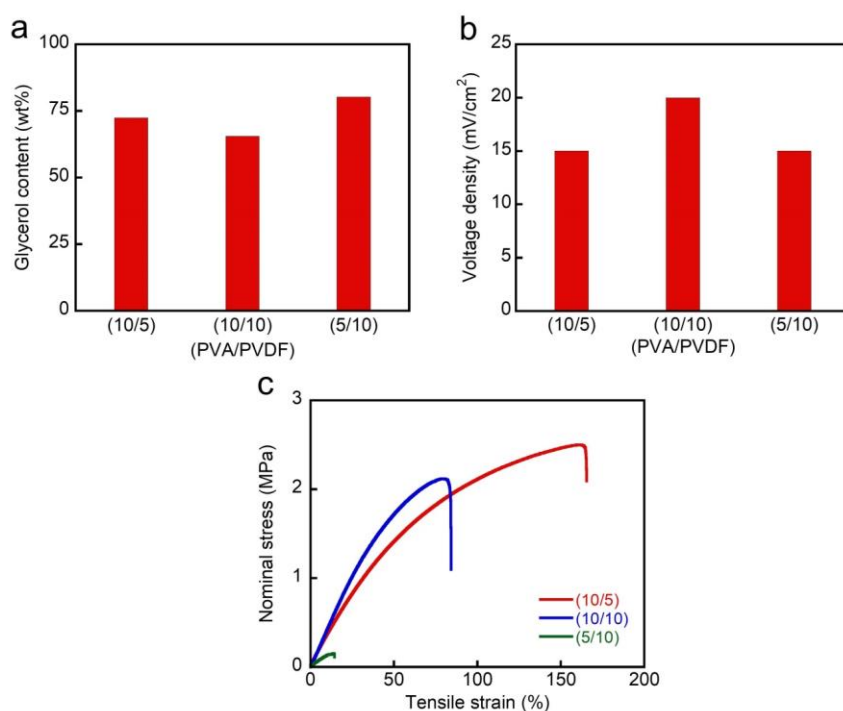 a
100
75
50
25
0
Glycerol content (wt%)
(10/5) (10/10) (5/10)
(PVA/PVDF)
b
25
20
15
10
5
0
Voltage density (mV/cm²)
(10/5) (10/10) (5/10)
(PVA/PVDF)
c
3
2
1
0
Nominal stress (MPa)
(10/5)
(10/10)
(5/10)
0 50 100 150 200
Tensile strain (%)